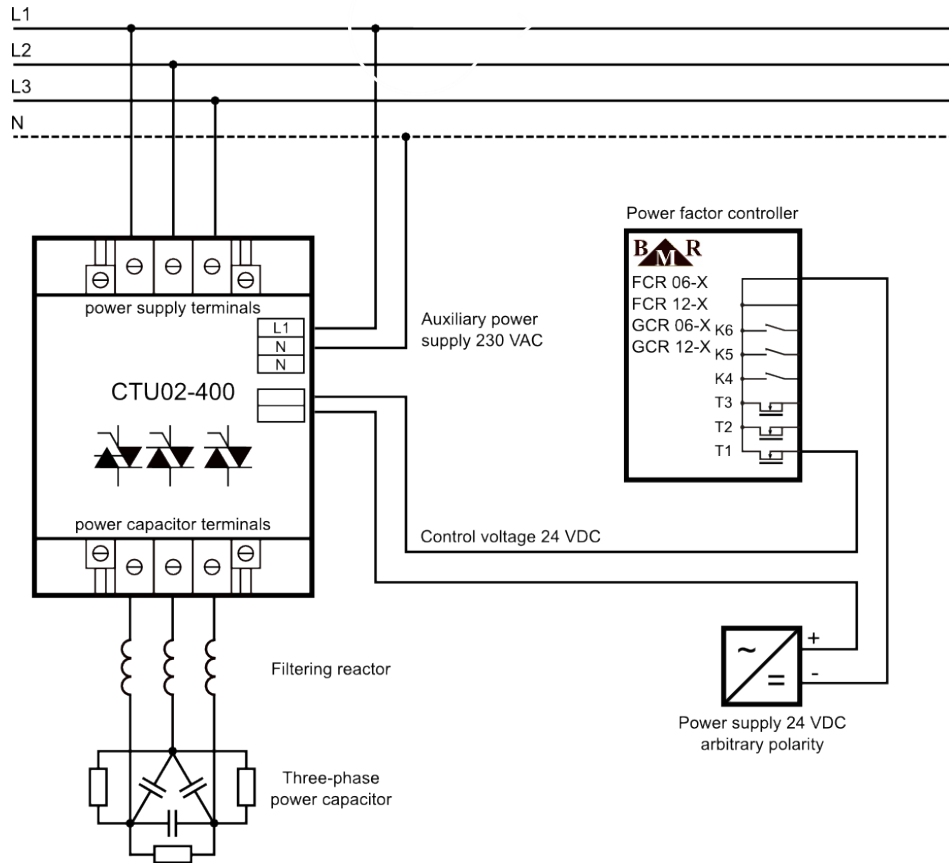 L1
L2
L3
N
Power factor controller
BMR
FCR 06-X
FCR 12-X
GCR 06-X
GCR 12-X
K6
K5
K4
T3
T2
T1
power supply terminals
L1
N
N
Auxiliary power
supply 230 VAC
CTU02-400
power capacitor terminals
Control voltage 24 VDC
Filtering reactor
~
=
+
-
Power supply 24 VDC
arbitrary polarity
Three-phase
power capacitor